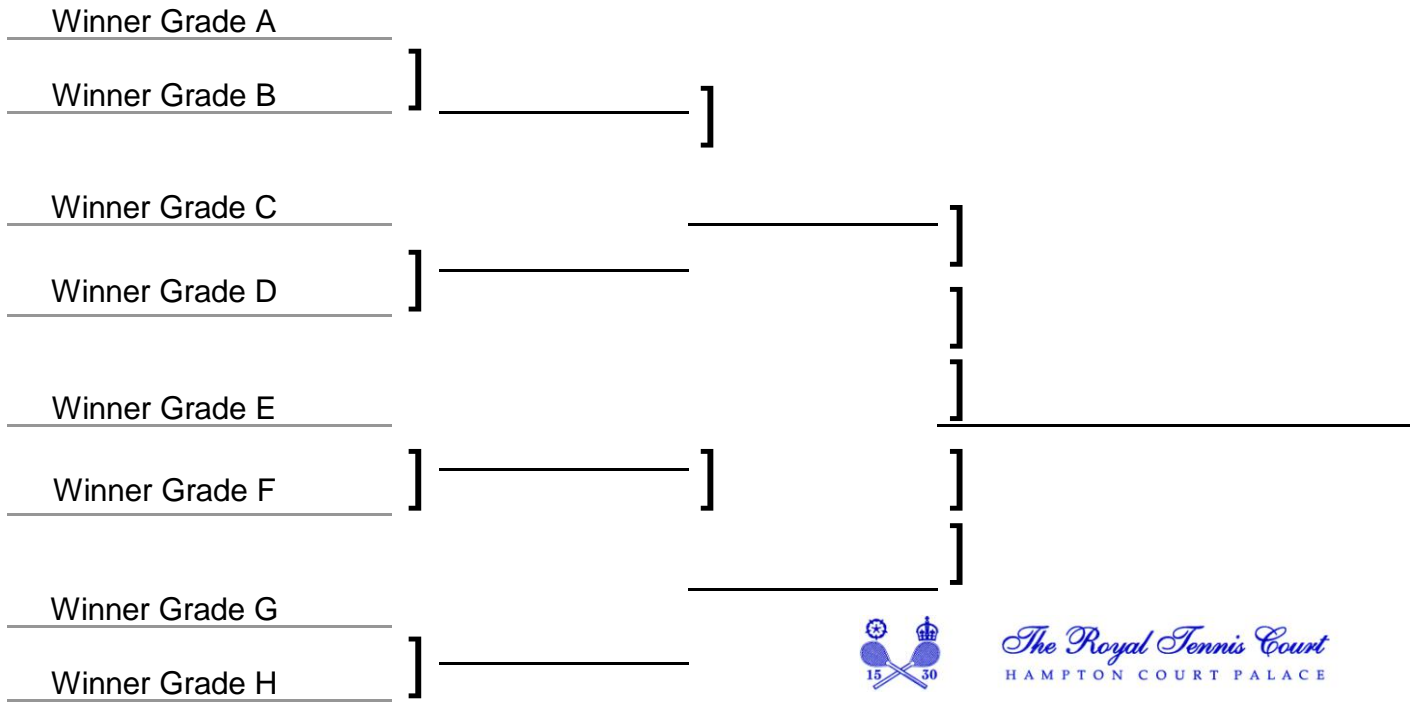 Winner Grade A
Winner Grade B
Winner Grade C
Winner Grade D
Winner Grade E
Winner Grade F
Winner Grade G
Winner Grade H
15 30
The Royal Tennis Court
HAMPTON COURT PALACE